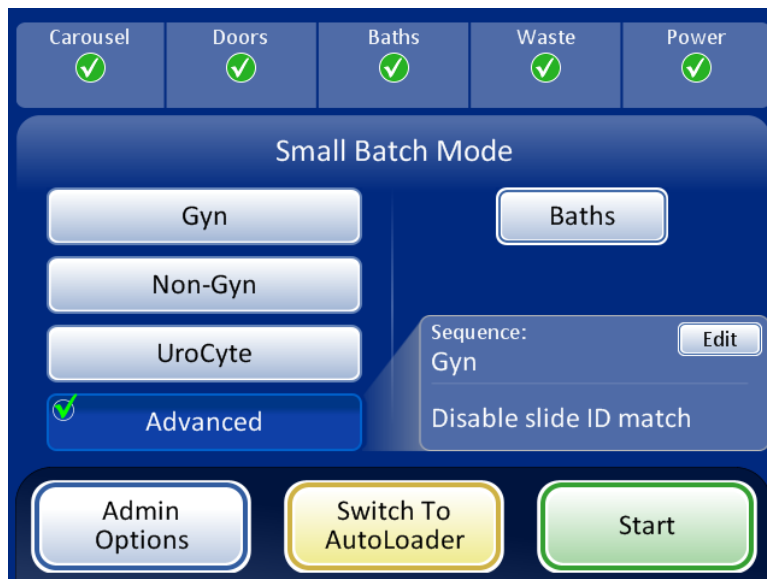 Carousel
Doors
Baths
Waste
Power
Small Batch Mode
Gyn
Non-Gyn
UroCyte
Advanced
Baths
Sequence:
Gyn
Edit
Disable slide ID match
Admin
Options
Switch To
AutoLoader
Start